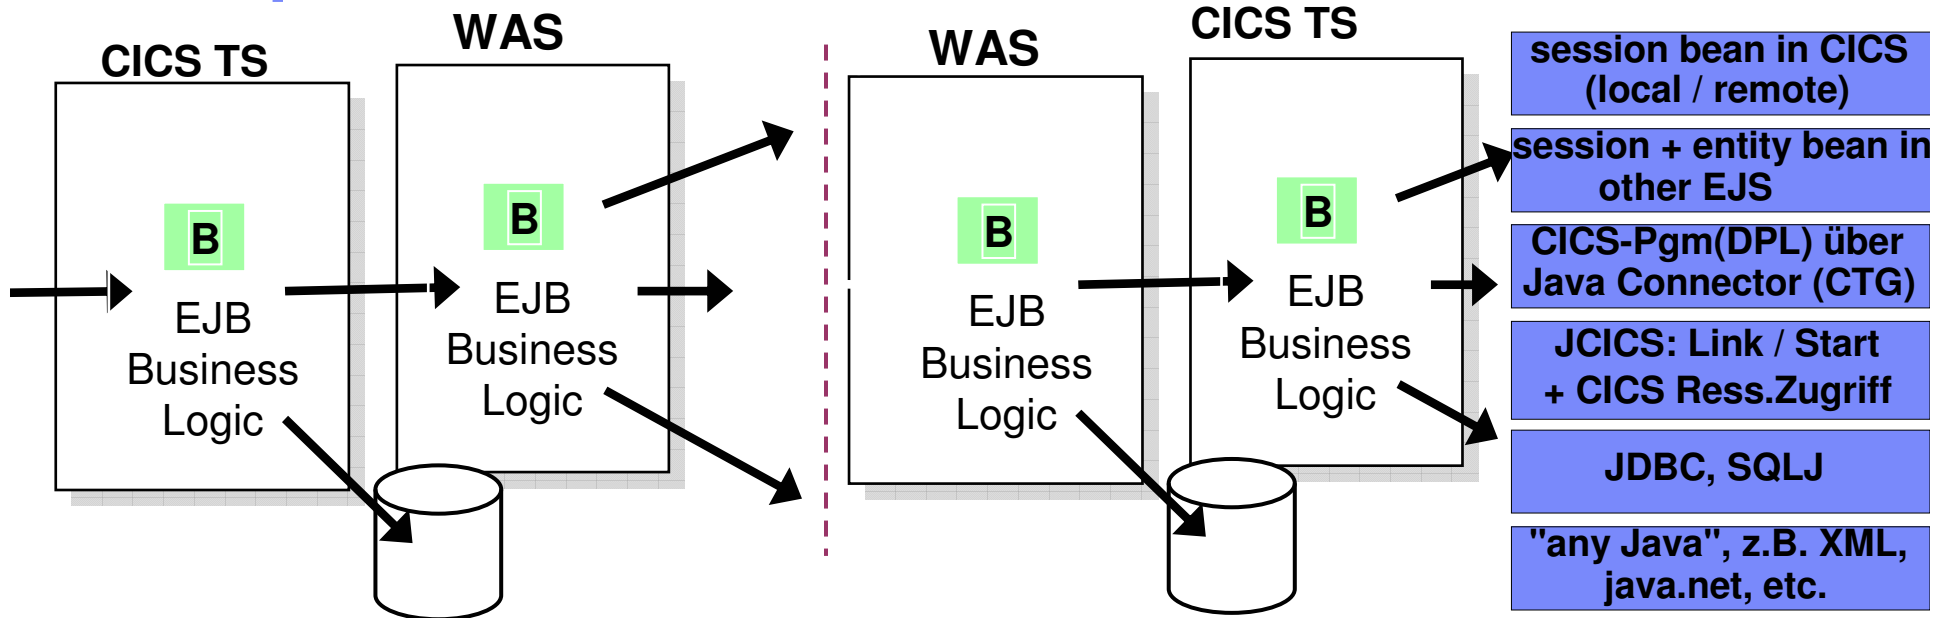 CICS TS
WAS
B
EJB
Business
Logic
B
EJB
Business
Logic
WAS
CICS TS
B
EJB
Business
Logic
B
EJB
Business
Logic
session bean in CICS
(local / remote)
session + entity bean in
other EJS
CICS-Pgm(DPL) über
Java Connector (CTG)
JCICS: Link / Start
+ CICS Ress.Zugriff
JDBC, SQLJ
"any Java", z.B. XML,
java.net, etc.